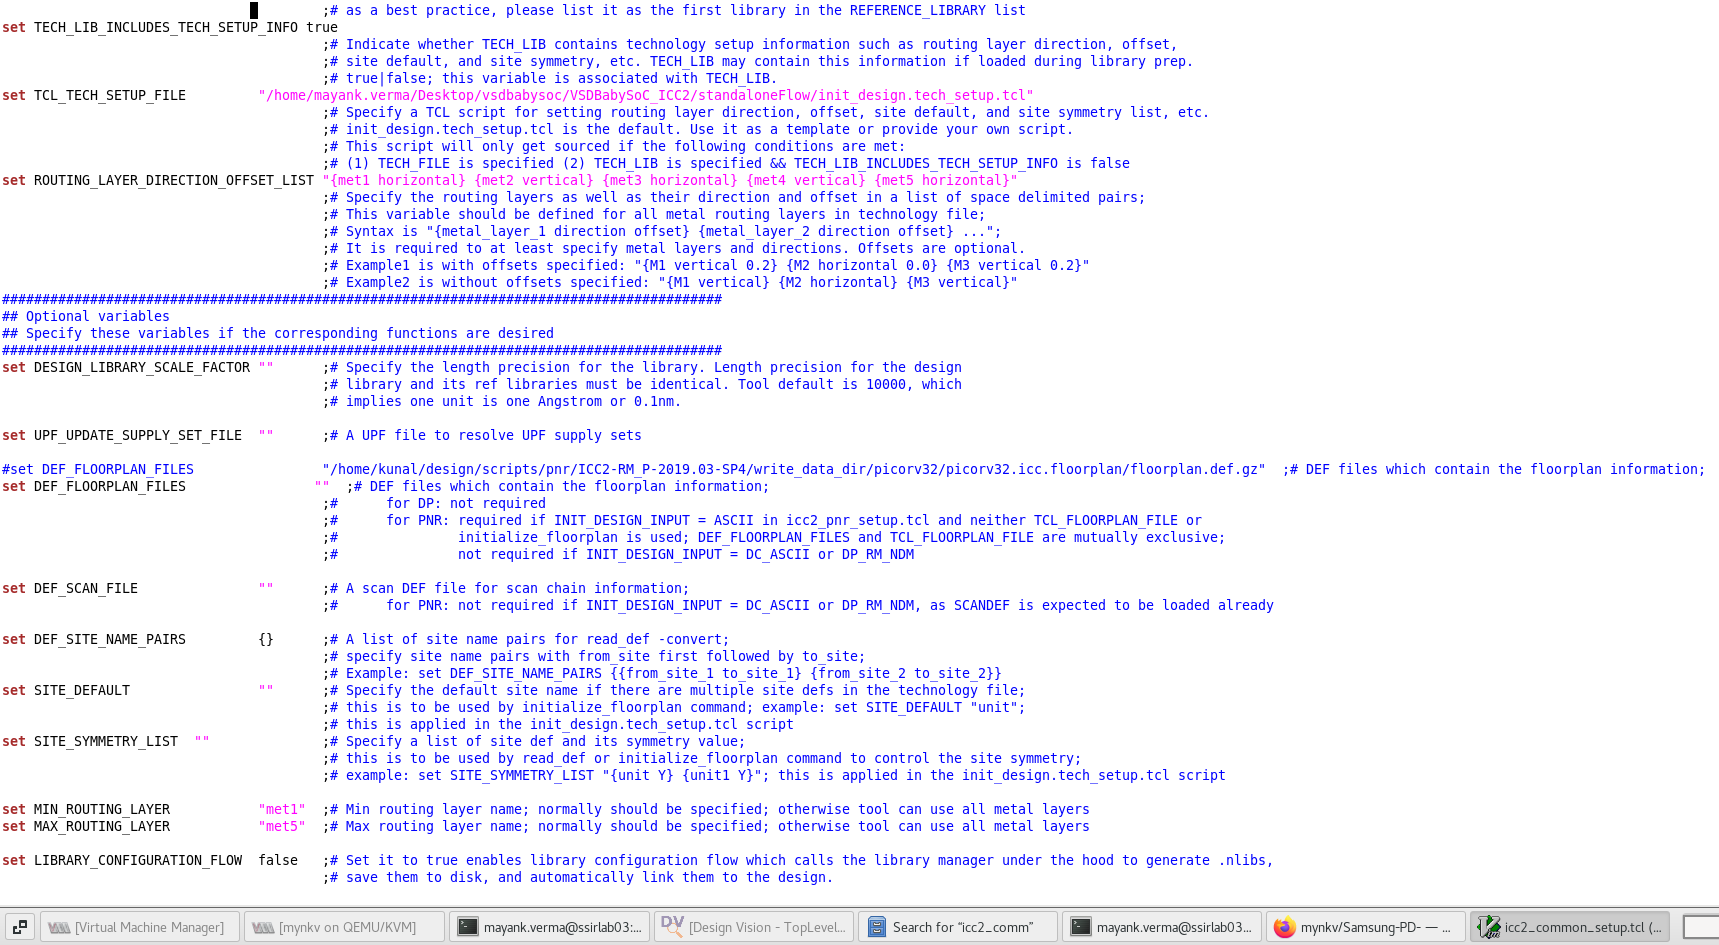 ;# as a best practice, please list it as the first library in the REFERENCE_LIBRARY list
set TECH_LIB_INCLUDES_TECH_SETUP_INFO true
;# Indicate whether TECH_LIB contains technology setup information such as routing layer direction, offset,
;# site default, and site symmetry, etc. TECH_LIB may contain this information if loaded during library prep.
;# true|false; this variable is associated with TECH_LIB.
set TCL_TECH_SETUP_FILE "/home/mayank.verma/Desktop/vsdbabysoc/VSDBabySoC_ICC2/standaloneFlow/init_design.tech_setup.tcl"
;# Specify a TCL script for setting routing layer direction, offset, site default, and site symmetry list, etc.
;# init_design.tech_setup.tcl is the default. Use it as a template or provide your own script.
;# This script will only get sourced if the following conditions are met:
;# (1) TECH_FILE is specified (2) TECH_LIB is specified && TECH_LIB_INCLUDES_TECH_SETUP_INFO is false
set ROUTING_LAYER_DIRECTION_OFFSET_LIST "{met1 horizontal} {met2 vertical} {met3 horizontal} {met4 vertical} {met5 horizontal}"
;# Specify the routing layers as well as their direction and offset in a list of space delimited pairs;
;# This variable should be defined for all metal routing layers in technology file;
;# Syntax is "{metal_layer_1 direction offset} {metal_layer_2 direction offset} ...";
;# It is required to at least specify metal layers and directions. Offsets are optional.
;# Example1 is with offsets specified: "{M1 vertical 0.2} {M2 horizontal 0.0} {M3 vertical 0.2}"
;# Example2 is without offsets specified: "{M1 vertical} {M2 horizontal} {M3 vertical}"
##########################################################################################
## Optional variables
## Specify these variables if the corresponding functions are desired
##########################################################################################
set DESIGN_LIBRARY_SCALE_FACTOR "" ;# Specify the length precision for the library. Length precision for the design
;# library and its ref libraries must be identical. Tool default is 10000, which
;# implies one unit is one Angstrom or 0.1nm.
set UPF_UPDATE_SUPPLY_SET_FILE "" ;# A UPF file to resolve UPF supply sets
#set DEF_FLOORPLAN_FILES "/home/kunal/design/scripts/pnr/ICC2-RM_P-2019.03-SP4/write_data_dir/picorv32/picorv32.icc.floorplan/floorplan.def.gz" ;# DEF files which contain the floorplan information;
set DEF_FLOORPLAN_FILES "" ;# DEF files which contain the floorplan information;
;# for DP: not required
;# for PNR: required if INIT_DESIGN_INPUT = ASCII in icc2_pnr_setup.tcl and neither TCL_FLOORPLAN_FILE or
;# initialize_floorplan is used; DEF_FLOORPLAN_FILES and TCL_FLOORPLAN_FILE are mutually exclusive;
;# not required if INIT_DESIGN_INPUT = DC_ASCII or DP_RM_NDM
set DEF_SCAN_FILE "" ;# A scan DEF file for scan chain information;
;# for PNR: not required if INIT_DESIGN_INPUT = DC_ASCII or DP_RM_NDM, as SCANDEF is expected to be loaded already
set DEF_SITE_NAME_PAIRS {} ;# A list of site name pairs for read_def -convert;
;# specify site name pairs with from_site first followed by to_site;
;# Example: set DEF_SITE_NAME_PAIRS {{from_site_1 to_site_1} {from_site_2 to_site_2}}
set SITE_DEFAULT "" ;# Specify the default site name if there are multiple site defs in the technology file;
;# this is to be used by initialize_floorplan command; example: set SITE_DEFAULT "unit";
;# this is applied in the init_design.tech_setup.tcl script
set SITE_SYMMETRY_LIST "" ;# Specify a list of site def and its symmetry value;
;# this is to be used by read_def or initialize_floorplan command to control the site symmetry;
;# example: set SITE_SYMMETRY_LIST "{unit Y} {unit1 Y}"; this is applied in the init_design.tech_setup.tcl script
set MIN_ROUTING_LAYER "met1" ;# Min routing layer name; normally should be specified; otherwise tool can use all metal layers
set MAX_ROUTING_LAYER "met5" ;# Max routing layer name; normally should be specified; otherwise tool can use all metal layers
set LIBRARY_CONFIGURATION_FLOW false ;# Set it to true enables library configuration flow which calls the library manager under the hood to generate .nlibs,
;# save them to disk, and automatically link them to the design.
[Virtual Machine Manager] [mynkv on QEMU/KVM] mayank.verma@ssirlab03:... [Design Vision - TopLevel... Search for “icc2_comm” mayank.verma@ssirlab03... mynkv/Samsung-PD- — ... icc2_common_setup.tcl (...